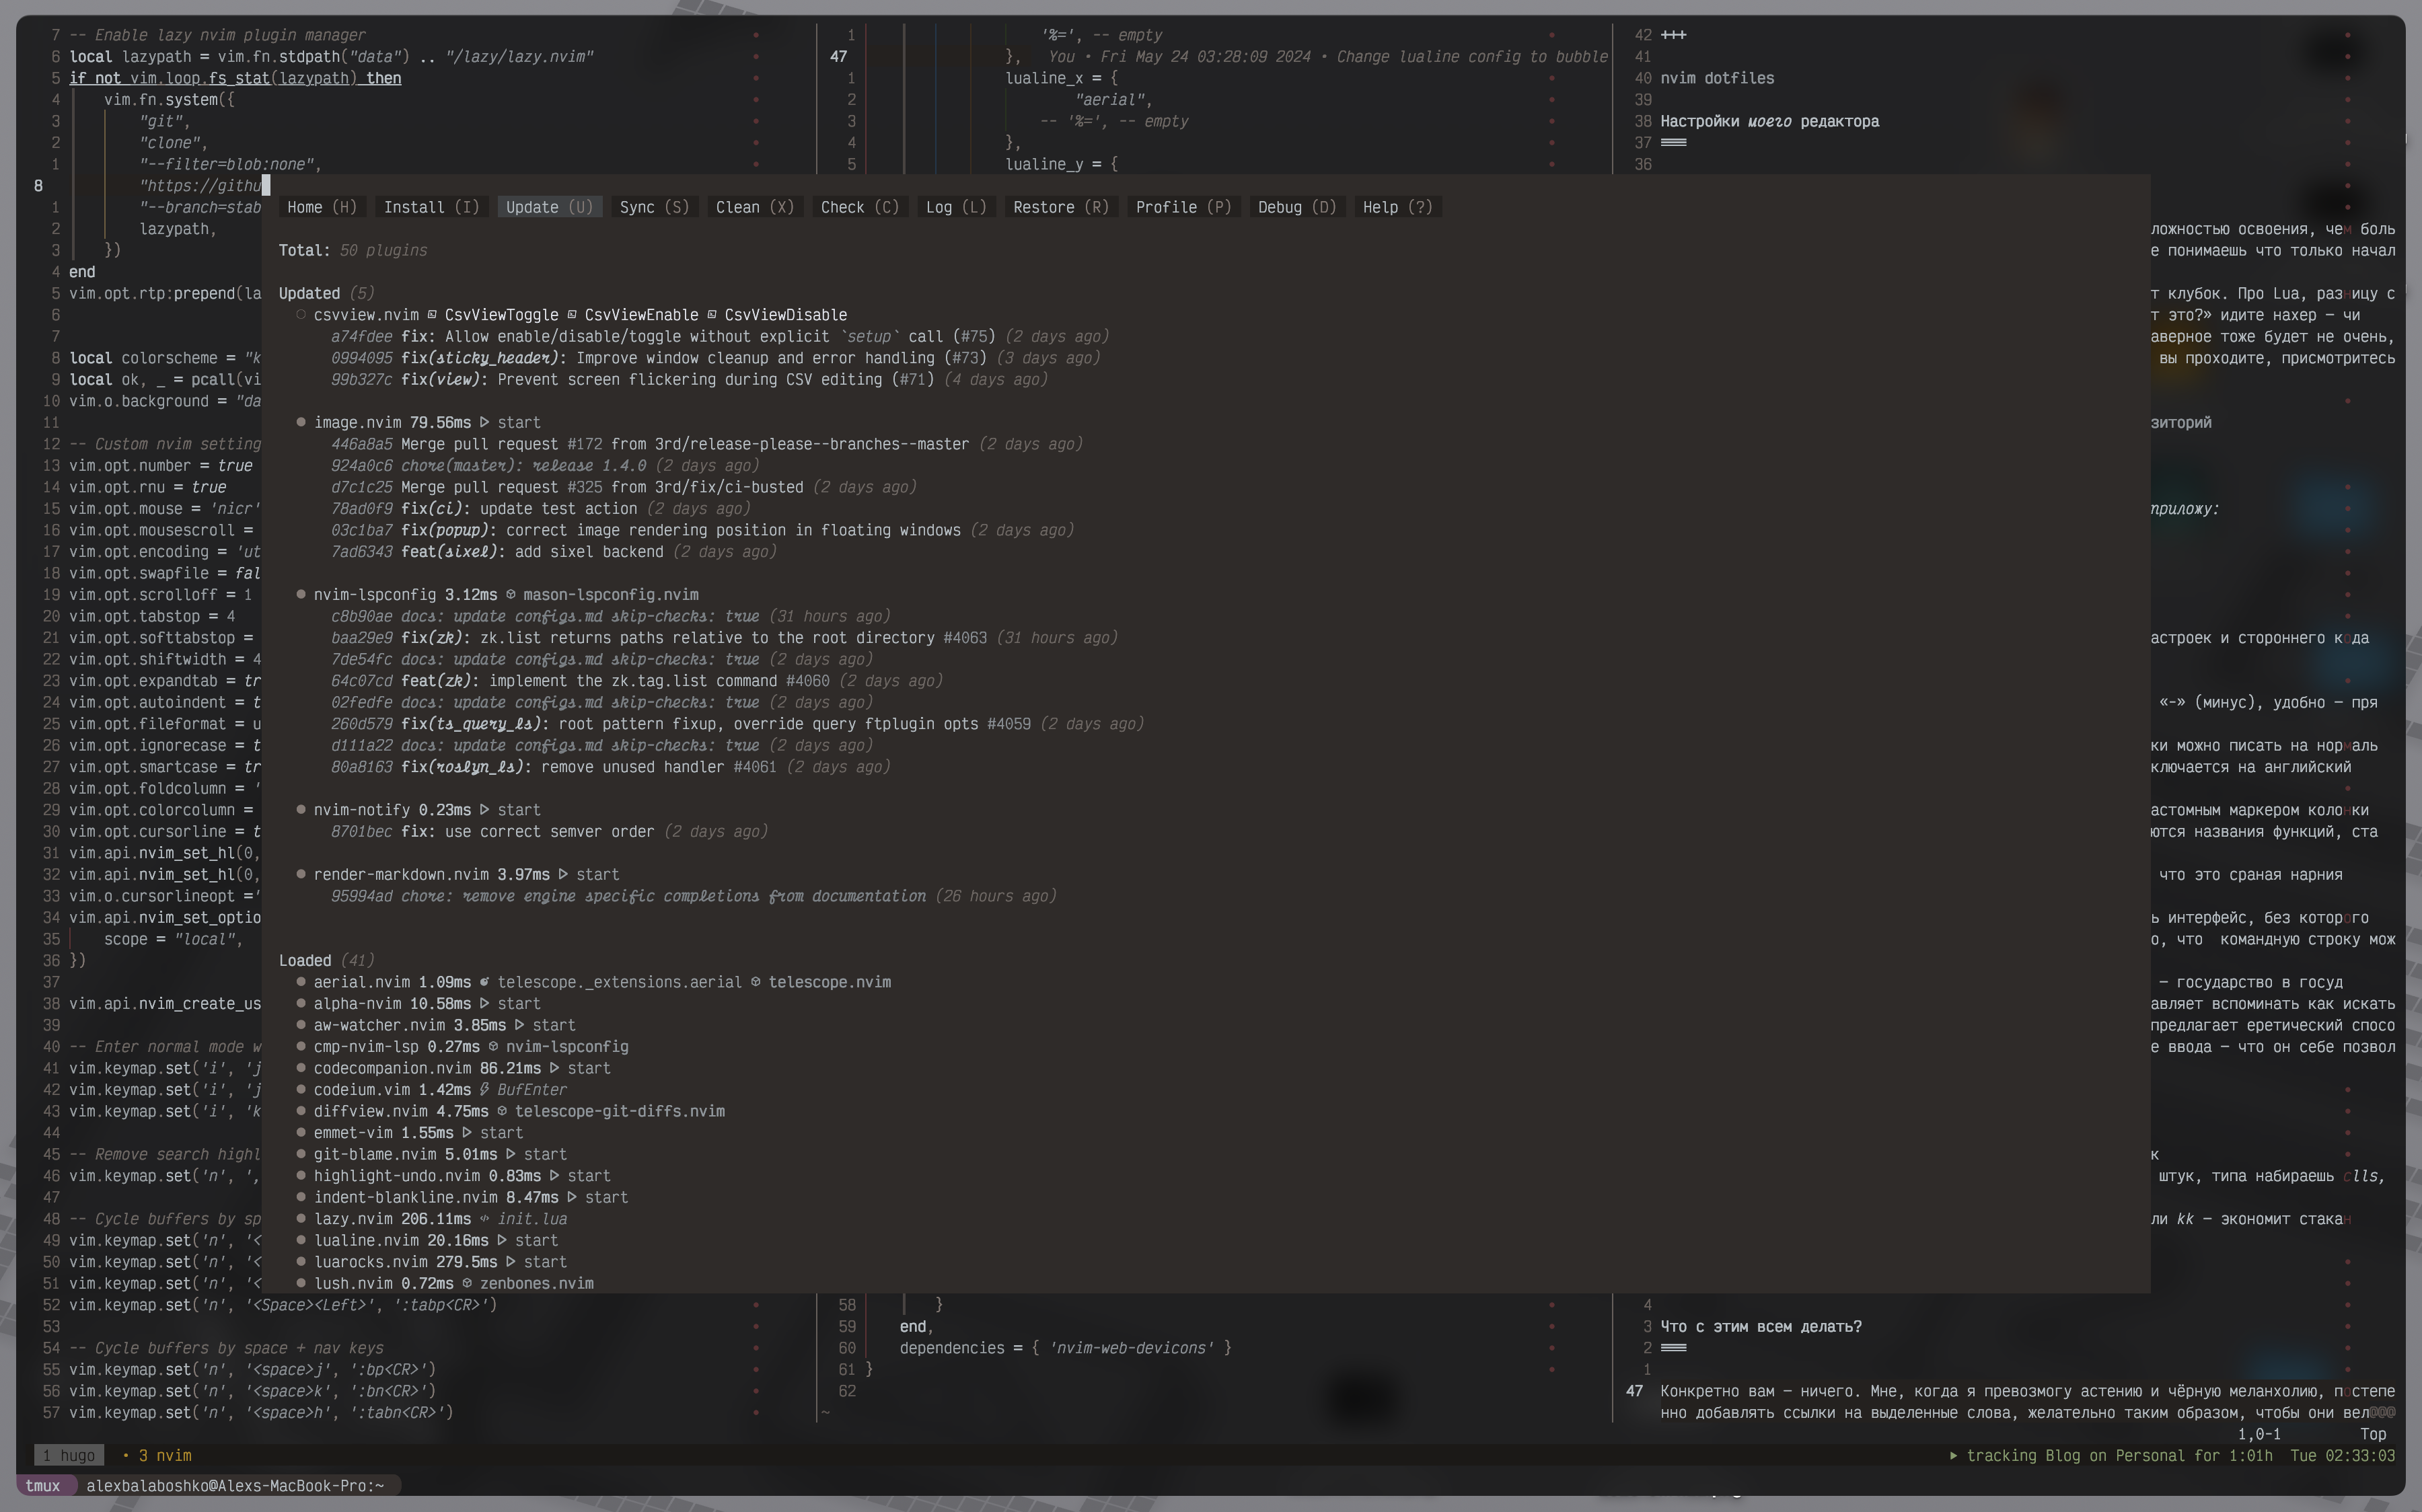 7 -- Enable lazy nvim plugin manager
6 local lazypath = vim.fn.stdpath("data") .. "/lazy/lazy.nvim"
5 if not vim.loop.fs_stat(lazypath) then
4 vim.fn.system({
3 "git",
2 "clone",
1 "--filter=blob:none",
8 "https://githu
1 "--branch=stab
2 lazypath,
3 })
4 end
5 vim.opt.rtp:prepend(la
6
7
8 local colorscheme = "k
9 local ok, _ = pcall(vi
10 vim.o.background = "da
11
12 -- Custom nvim setting
13 vim.opt.number = true
14 vim.opt.rnu = true
15 vim.opt.mouse = 'nicr'
16 vim.opt.mousescroll =
17 vim.opt.encoding = 'ut
18 vim.opt.swapfile = fal
19 vim.opt.scrolloff = 1
20 vim.opt.tabstop = 4
21 vim.opt.softtabstop =
22 vim.opt.shiftwidth = 4
23 vim.opt.expandtab = tr
24 vim.opt.autoindent = t
25 vim.opt.fileformat = u
26 vim.opt.ignorecase = t
27 vim.opt.smartcase = tr
28 vim.opt.foldcolumn = '
29 vim.opt.colorcolumn =
30 vim.opt.cursorline = t
31 vim.api.nvim_set_hl(0,
32 vim.api.nvim_set_hl(0,
33 vim.o.cursorlineopt ='
34 vim.api.nvim_set_optio
35 scope = "local",
36 })
37
38 vim.api.nvim_create_us
39
40 -- Enter normal mode w
41 vim.keymap.set('i', 'j
42 vim.keymap.set('i', 'j
43 vim.keymap.set('i', 'k
44
45 -- Remove search highl
46 vim.keymap.set('n', ',
47
48 -- Cycle buffers by sp
49 vim.keymap.set('n', '<
50 vim.keymap.set('n', '<
51 vim.keymap.set('n', '<
52 vim.keymap.set('n', '<Space><Left>', ':tabp<CR>')
53
54 -- Cycle buffers by space + nav keys
55 vim.keymap.set('n', '<space>j', ':bp<CR>')
56 vim.keymap.set('n', '<space>k', ':bn<CR>')
57 vim.keymap.set('n', '<space>h', ':tabn<CR>')
1 '%=', -- empty
47 }, You • Fri May 24 03:28:09 2024 • Change lualine config to bubble
1 lualine_x = {
2 "aerial",
3 -- '%=', -- empty
4 },
5 lualine_y = {
58 }
59 end,
60 dependencies = { 'nvim-web-devicons' }
61 }
62
~
Home (H) Install (I) Update (U) Sync (S) Clean (X) Check (C) Log (L) Restore (R) Profile (P) Debug (D) Help (?)
Total: 50 plugins
Updated (5)
○ csvview.nvim CsvViewToggle CsvViewEnable CsvViewDisable
a74fdee fix: Allow enable/disable/toggle without explicit `setup` call (#75) (2 days ago)
0994095 fix(sticky_header): Improve window cleanup and error handling (#73) (3 days ago)
99b327c fix(view): Prevent screen flickering during CSV editing (#71) (4 days ago)
● image.nvim 79.56ms ▷ start
446a8a5 Merge pull request #172 from 3rd/release-please--branches--master (2 days ago)
924a0c6 chore(master): release 1.4.0 (2 days ago)
d7c1c25 Merge pull request #325 from 3rd/fix/ci-busted (2 days ago)
78ad0f9 fix(ci): update test action (2 days ago)
03c1ba7 fix(popup): correct image rendering position in floating windows (2 days ago)
7ad6343 feat(sixel): add sixel backend (2 days ago)
● nvim-lspconfig 3.12ms mason-lspconfig.nvim
c8b90ae docs: update configs.md skip-checks: true (31 hours ago)
baa29e9 fix(zk): zk.list returns paths relative to the root directory #4063 (31 hours ago)
7de54fc docs: update configs.md skip-checks: true (2 days ago)
64c07cd feat(zk): implement the zk.tag.list command #4060 (2 days ago)
02fedfe docs: update configs.md skip-checks: true (2 days ago)
260d579 fix(ts_query_ls): root pattern fixup, override query ftplugin opts #4059 (2 days ago)
d111a22 docs: update configs.md skip-checks: true (2 days ago)
80a8163 fix(roslyn_ls): remove unused handler #4061 (2 days ago)
● nvim-notify 0.23ms ▷ start
8701bec fix: use correct semver order (2 days ago)
● render-markdown.nvim 3.97ms ▷ start
95994ad chore: remove engine specific completions from documentation (26 hours ago)
Loaded (41)
● aerial.nvim 1.09ms telescope._extensions.aerial telescope.nvim
● alpha-nvim 10.58ms ▷ start
● aw-watcher.nvim 3.85ms ▷ start
● cmp-nvim-lsp 0.27ms nvim-lspconfig
● codecompanion.nvim 86.21ms ▷ start
● codeium.vim 1.42ms BufEnter
● diffview.nvim 4.75ms telescope-git-diffs.nvim
● emmet-vim 1.55ms ▷ start
● git-blame.nvim 5.01ms ▷ start
● highlight-undo.nvim 0.83ms ▷ start
● indent-blankline.nvim 8.47ms ▷ start
● lazy.nvim 206.11ms init.lua
● lualine.nvim 20.16ms ▷ start
● luarocks.nvim 279.5ms ▷ start
● lush.nvim 0.72ms zenbones.nvim
42 +++
41
40 nvim dotfiles
39
38 Настройки моего редактора
37 ===
36
ложностью освоения, чем боль
е понимаешь что только начал
т клубок. Про Lua, разницу с
т это?» идите нахер — чи
аверное тоже будет не очень,
вы проходите, присмотритесь
зиторий
приложу:
астроек и стороннего кода
«-» (минус), удобно — пря
ки можно писать на нормаль
ключается на английский
астомным маркером колонки
ются названия функций, ста
что это сраная нарния
ь интерфейс, без которого
о, что командную строку мож
— государство в госуд
авляет вспоминать как искать
предлагает еретический спосо
е ввода — что он себе позвол
к
штук, типа набираешь clls,
ли kk — экономит стакан
4
3 Что с этим всем делать?
2 ===
1
47 Конкретно вам — ничего. Мне, когда я превозмогу астению и чёрную меланхолию, постепе
нно добавлять ссылки на выделенные слова, желательно таким образом, чтобы они вел@@@
1,0-1 Top
1 hugo • 3 nvim ▶ tracking Blog on Personal for 1:01h Tue 02:33:03
tmux alexbalaboshko@Alexs-MacBook-Pro:~